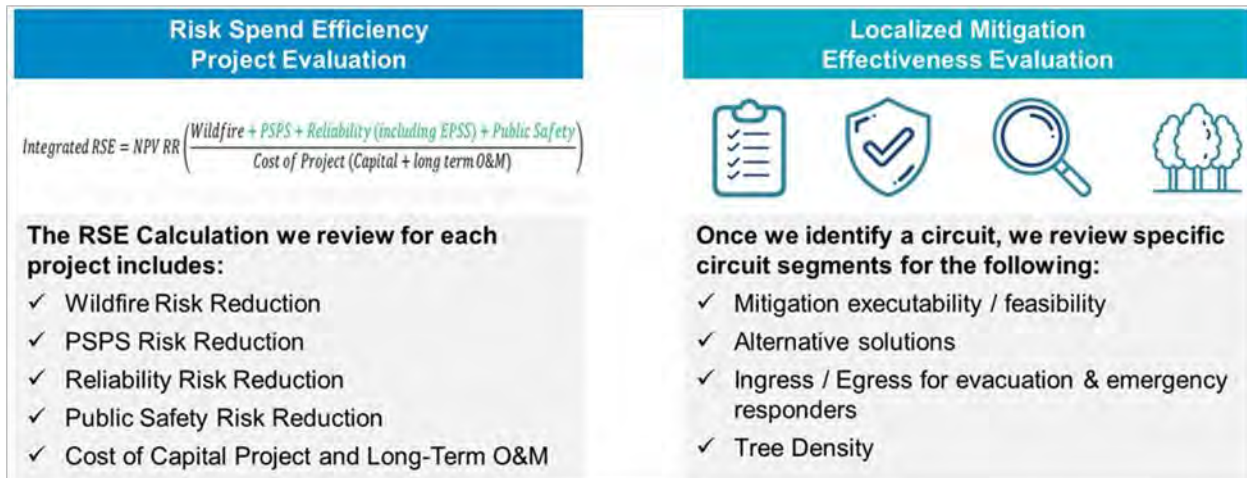 Risk Spend Efficiency
Project Evaluation
Integrated RSE = NPV RR (Wildfire + PSPS + Reliability (including EPSS) + Public Safety
Cost of Project (Capital + long term O&M))
The RSE Calculation we review for each
project includes:
✓ Wildfire Risk Reduction
✓ PSPS Risk Reduction
✓ Reliability Risk Reduction
✓ Public Safety Risk Reduction
✓ Cost of Capital Project and Long-Term O&M
Localized Mitigation
Effectiveness Evaluation
Once we identify a circuit, we review specific
circuit segments for the following:
✓ Mitigation executability / feasibility
✓ Alternative solutions
✓ Ingress / Egress for evacuation & emergency
responders
✓ Tree Density